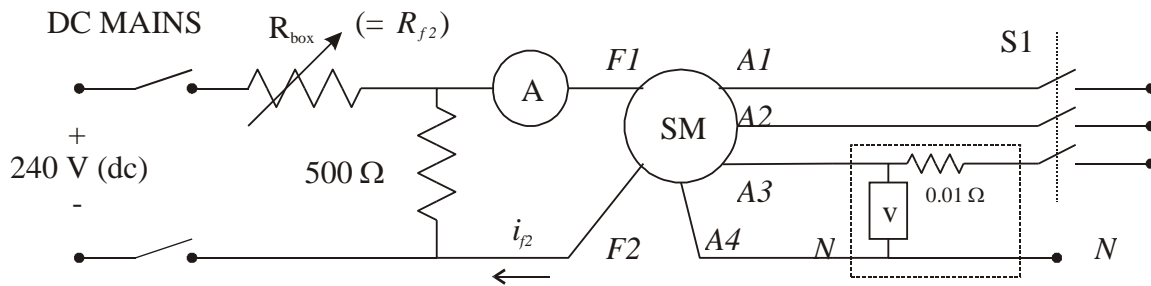 DC MAINS
R_box (= R_f2)
F1
A1
S1
A
SM
A2
+
240 V (dc)
-
500 Ω
A3
0.01 Ω
v
i_f2
F2
A4
N
N